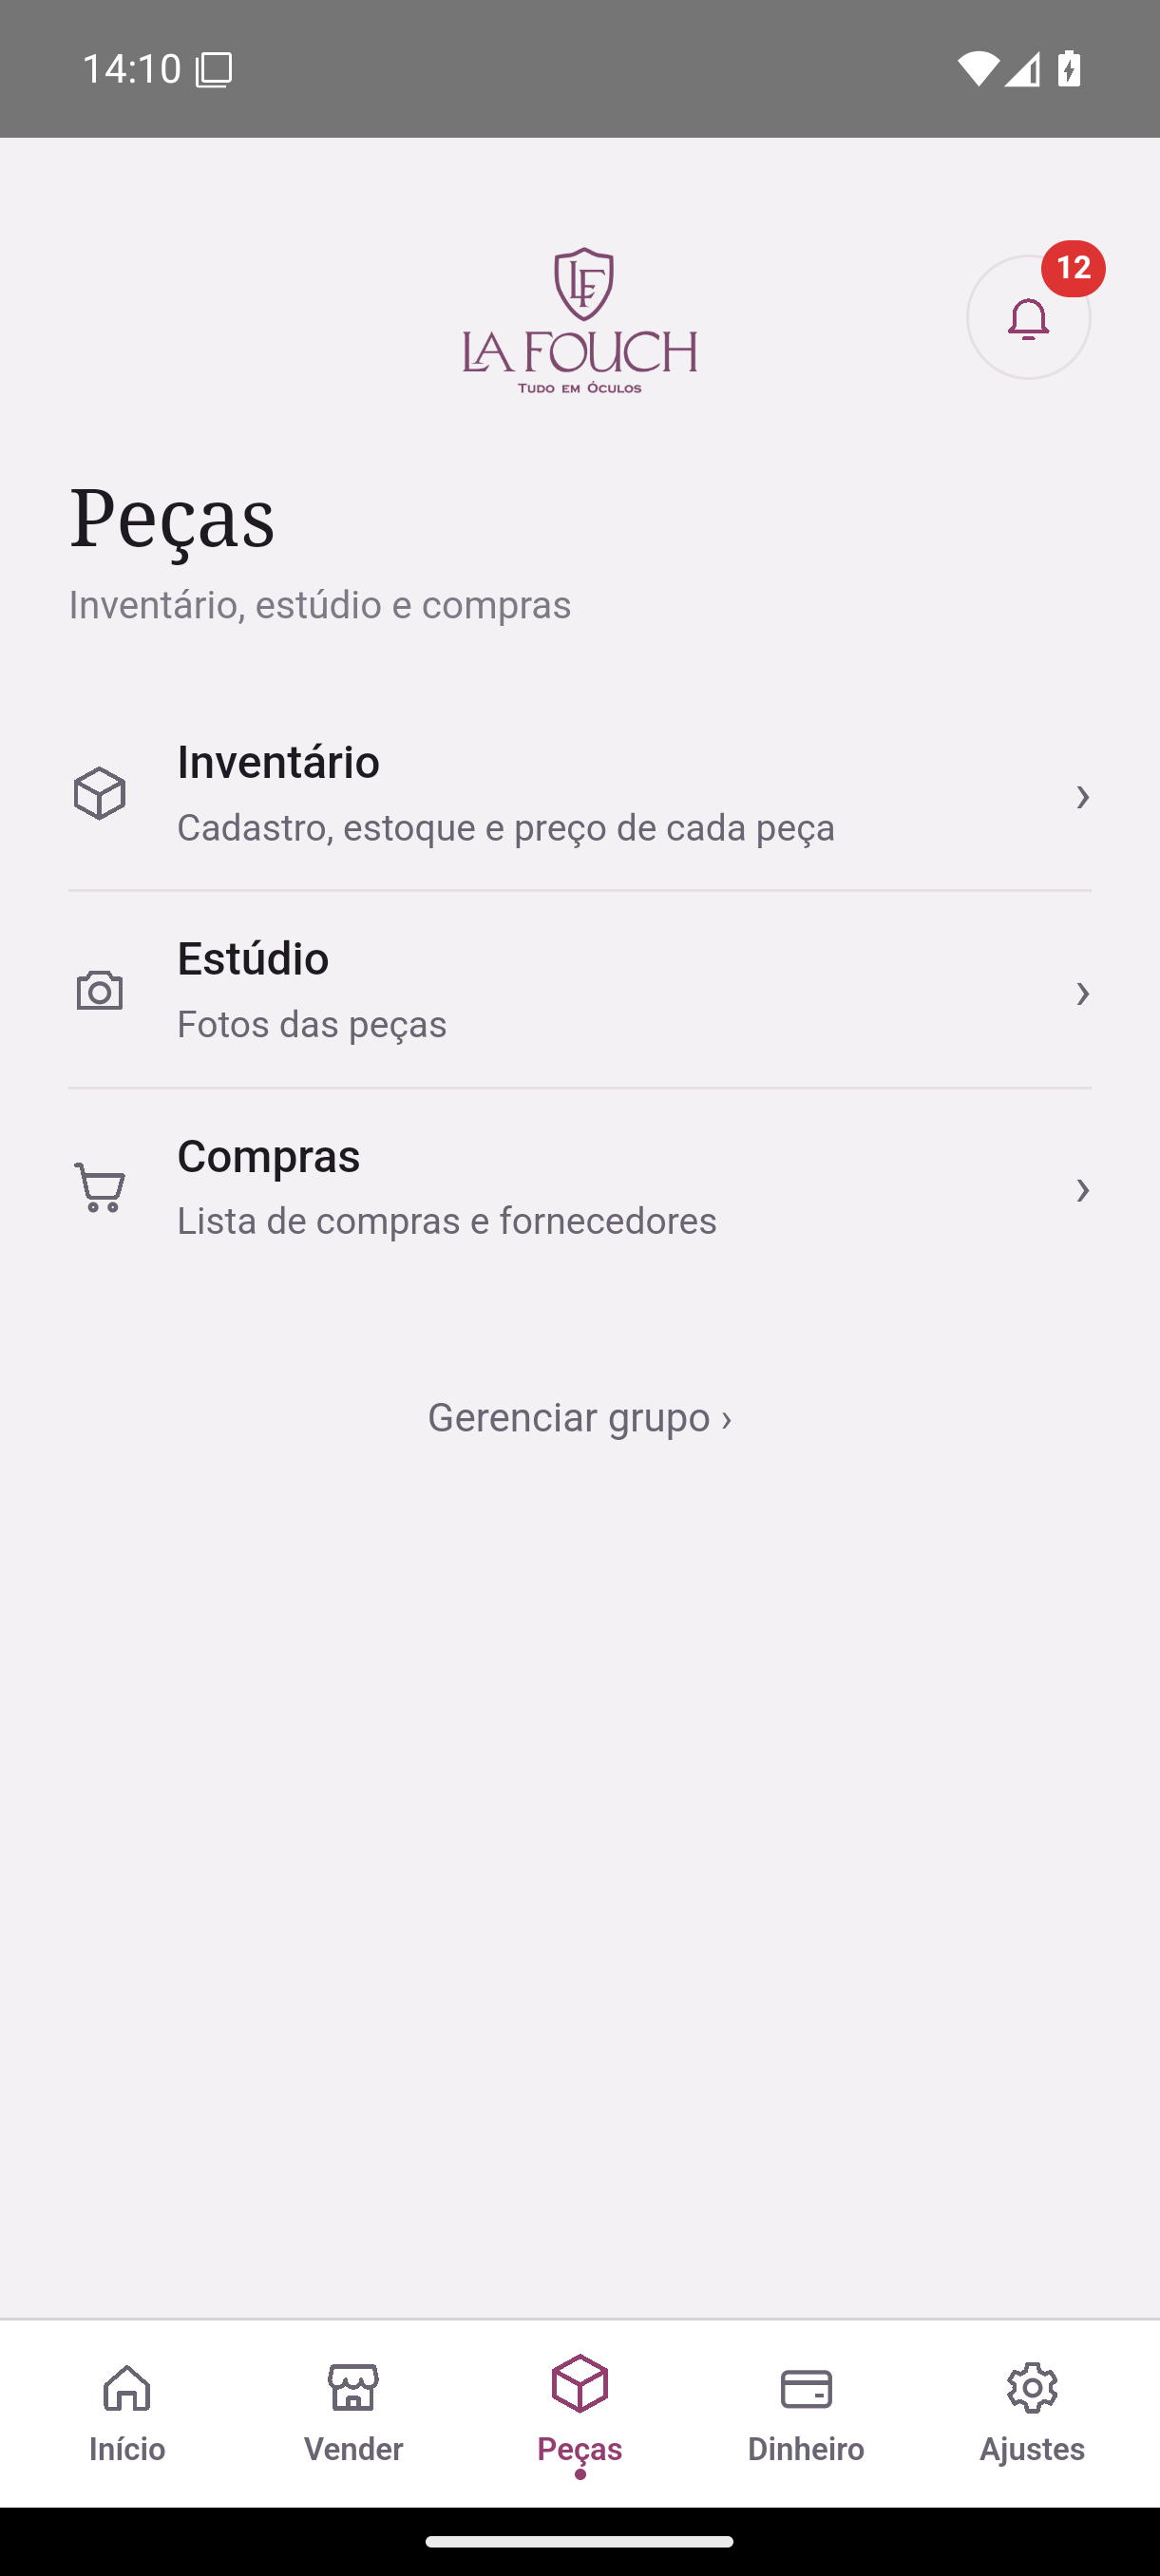 14:10
12
LF
LA FOUCH
TUDO EM ÓCULOS
Peças
Inventário, estúdio e compras
Inventário
Cadastro, estoque e preço de cada peça
Estúdio
Fotos das peças
Compras
Lista de compras e fornecedores
Gerenciar grupo ›
Início
Vender
Peças
Dinheiro
Ajustes